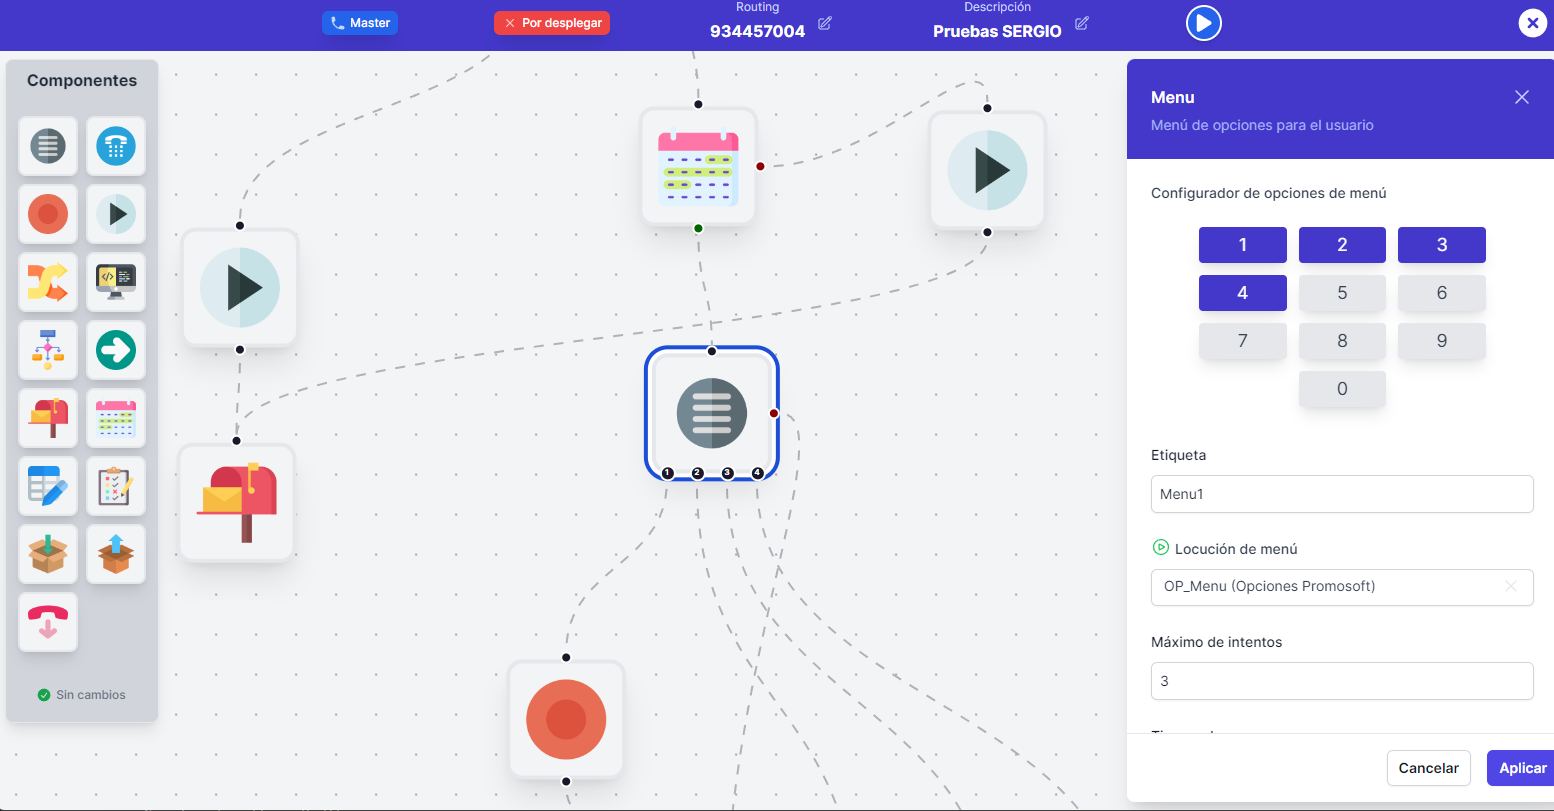 Master
Por desplegar
Routing
934457004
Descripción
Pruebas SERGIO
Componentes
Sin cambios
1 2 3 4
Menu
Menú de opciones para el usuario
Configurador de opciones de menú
1 2 3
4 5 6
7 8 9
0
Etiqueta
Menu1
Locución de menú
OP_Menu (Opciones Promosoft)
Máximo de intentos
3
Cancelar
Aplicar